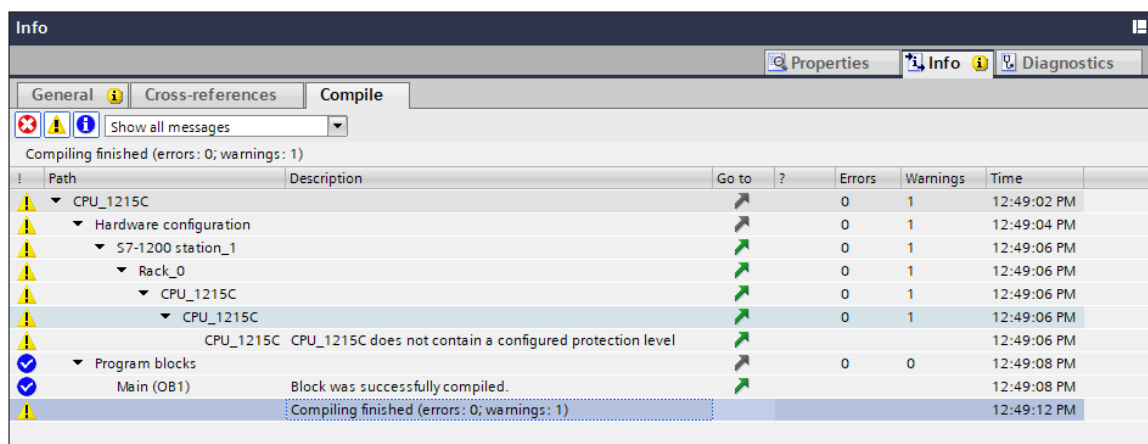 Info
Properties Info Diagnostics
General Cross-references Compile
Show all messages
Compiling finished (errors: 0; warnings: 1)
! Path Description Go to ? Errors Warnings Time
CPU_1215C 0 1 12:49:02 PM
Hardware configuration 0 1 12:49:04 PM
S7-1200 station_1 0 1 12:49:06 PM
Rack_0 0 1 12:49:06 PM
CPU_1215C 0 1 12:49:06 PM
CPU_1215C 0 1 12:49:06 PM
CPU_1215C CPU_1215C does not contain a configured protection level 12:49:06 PM
Program blocks 0 0 12:49:08 PM
Main (OB1) Block was successfully compiled. 12:49:08 PM
Compiling finished (errors: 0; warnings: 1) 12:49:12 PM